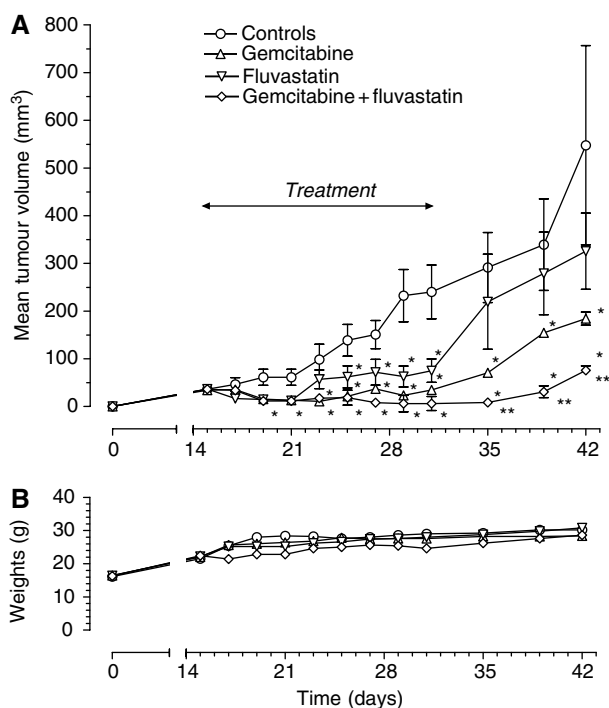 A
Controls
Gemcitabine
Fluvastatin
Gemcitabine + fluvastatin
Treatment
Mean tumour volume (mm³)
800
700
600
500
400
300
200
100
0
* * * * * * * * * *
* * * * * * * *
* * * * * * * * *
** ** **
0 14 21 28 35 42
B
Weights (g)
40
30
20
10
0
0 14 21 28 35 42
Time (days)